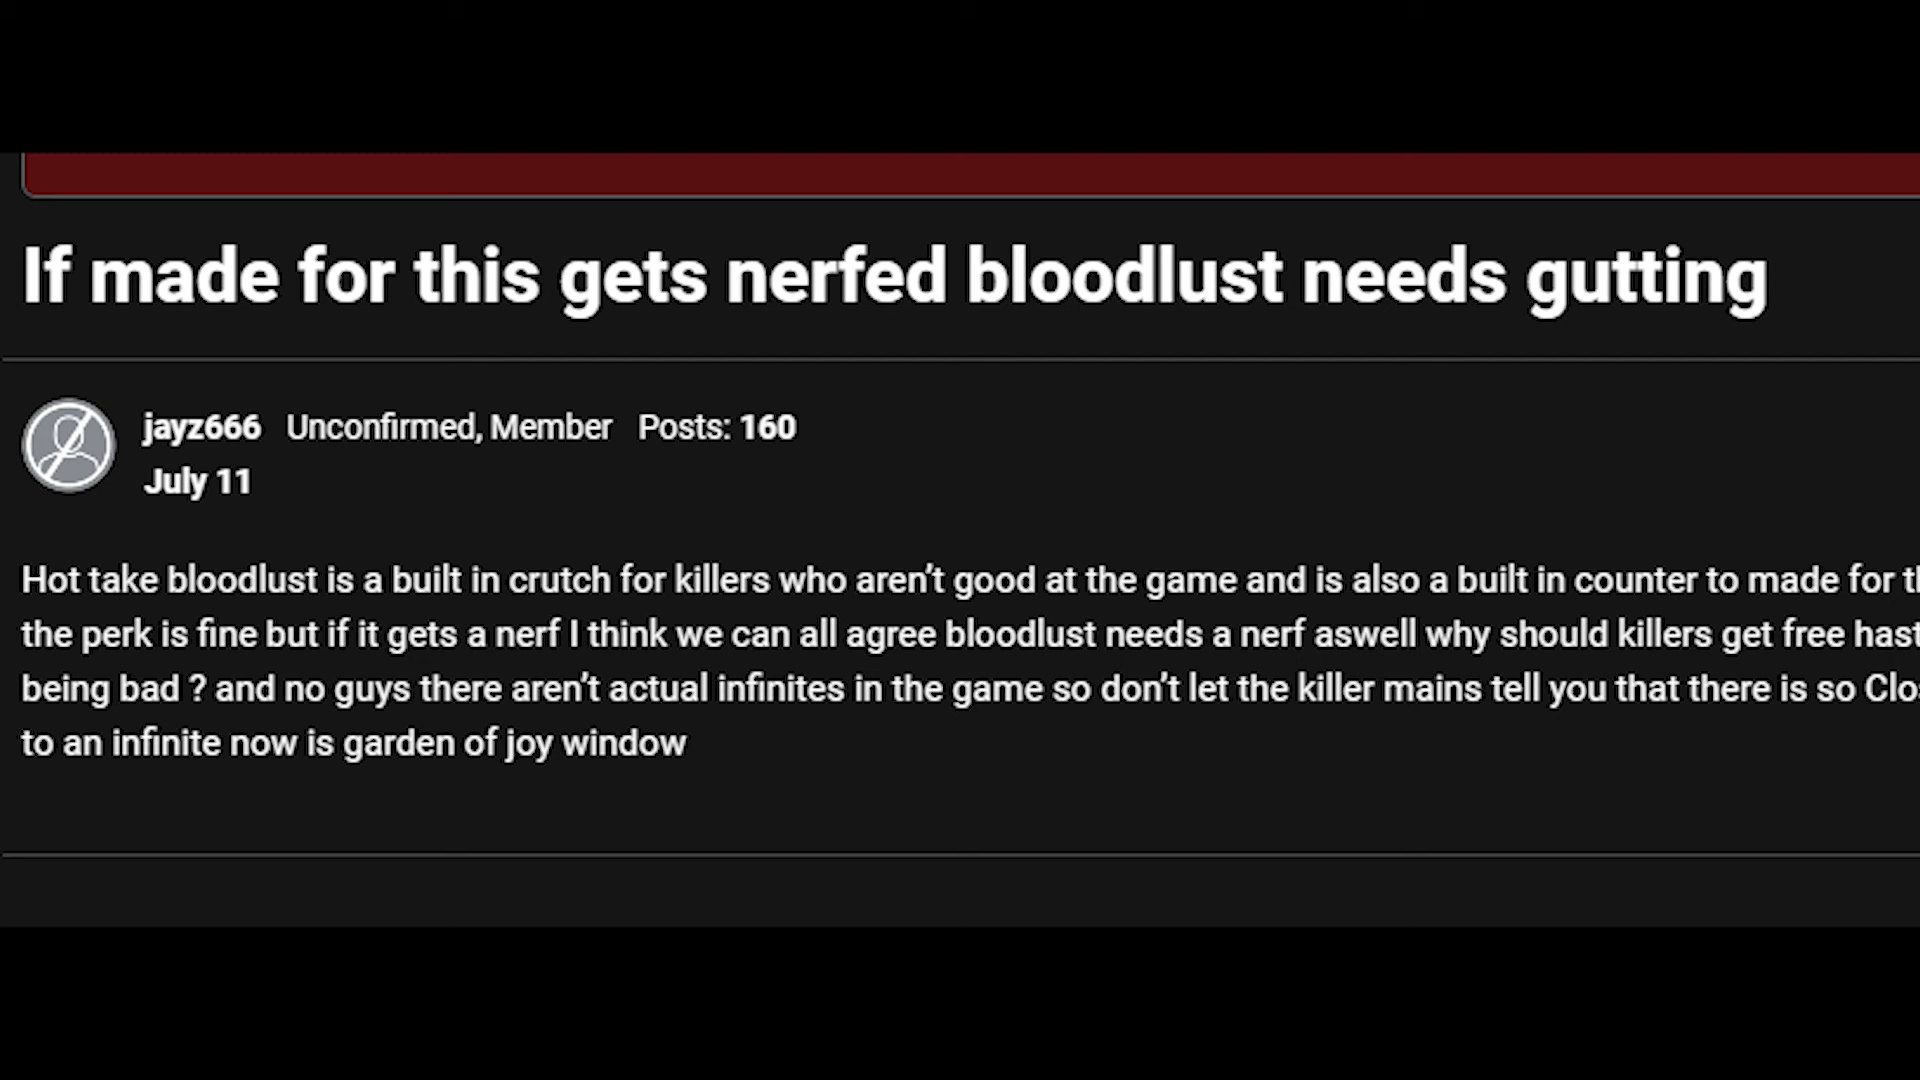 If made for this gets nerfed bloodlust needs gutting
jayz666 Unconfirmed, Member Posts: 160
July 11
Hot take bloodlust is a built in crutch for killers who aren’t good at the game and is also a built in counter to made for
the perk is fine but if it gets a nerf I think we can all agree bloodlust needs a nerf aswell why should killers get free
being bad ? and no guys there aren’t actual infinites in the game so don’t let the killer mains tell you that there is so
to an infinite now is garden of joy window